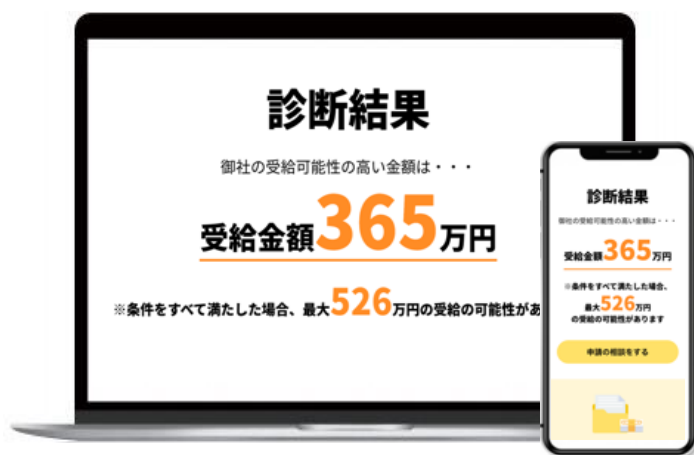 診断結果
御社の受給可能性の高い金額は・・・
受給金額365万円
※条件をすべて満たした場合、最大526万円の受給の可能性があ
診断結果
御社の受給可能性の高い金額は・・・
受給金額365万円
※条件をすべて満たした場合、
最大526万円
の受給の可能性があります
申請の相談をする